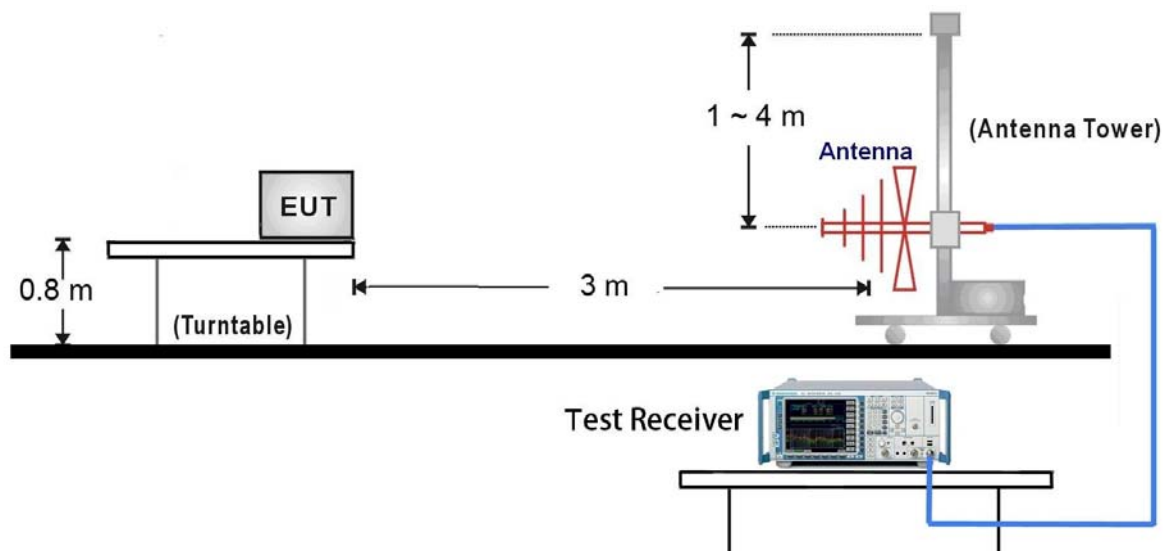 1 ~ 4 m
(Antenna Tower)
Antenna
EUT
0.8 m
3 m
(Turntable)
Test Receiver